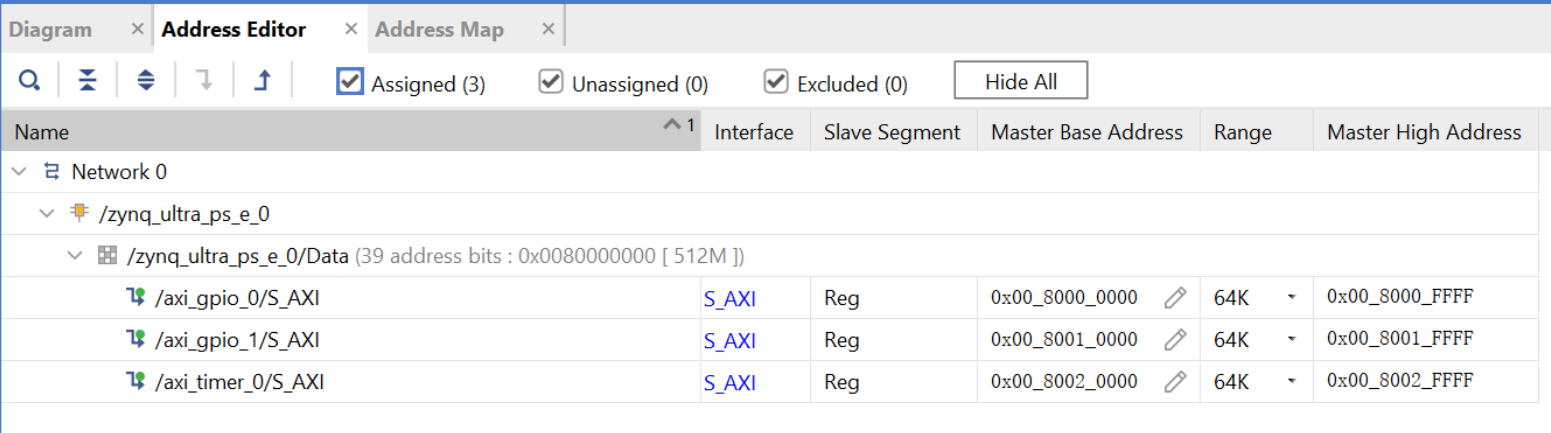 Diagram Address Editor Address Map
Assigned (3) Unassigned (0) Excluded (0) Hide All
Name 1 Interface Slave Segment Master Base Address Range Master High Address
Network 0
/zynq_ultra_ps_e_0
/zynq_ultra_ps_e_0/Data (39 address bits : 0x0080000000 [ 512M ])
/axi_gpio_0/S_AXI S_AXI Reg 0x00_8000_0000 64K 0x00_8000_FFFF
/axi_gpio_1/S_AXI S_AXI Reg 0x00_8001_0000 64K 0x00_8001_FFFF
/axi_timer_0/S_AXI S_AXI Reg 0x00_8002_0000 64K 0x00_8002_FFFF